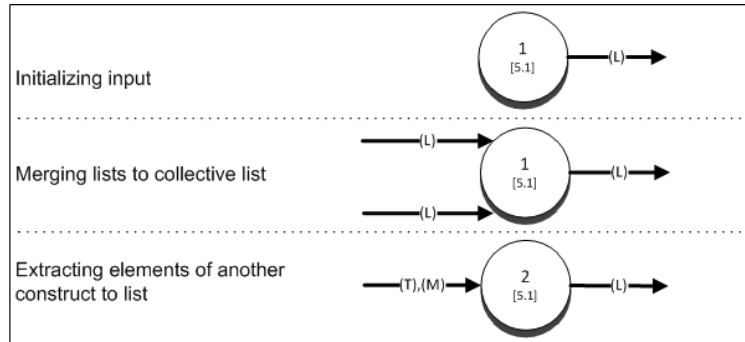 1
[5.1]
(L)
Initializing input
(L)
1
[5.1]
(L)
Merging lists to collective list
(L)
Extracting elements of another
construct to list
(T),(M)
2
[5.1]
(L)